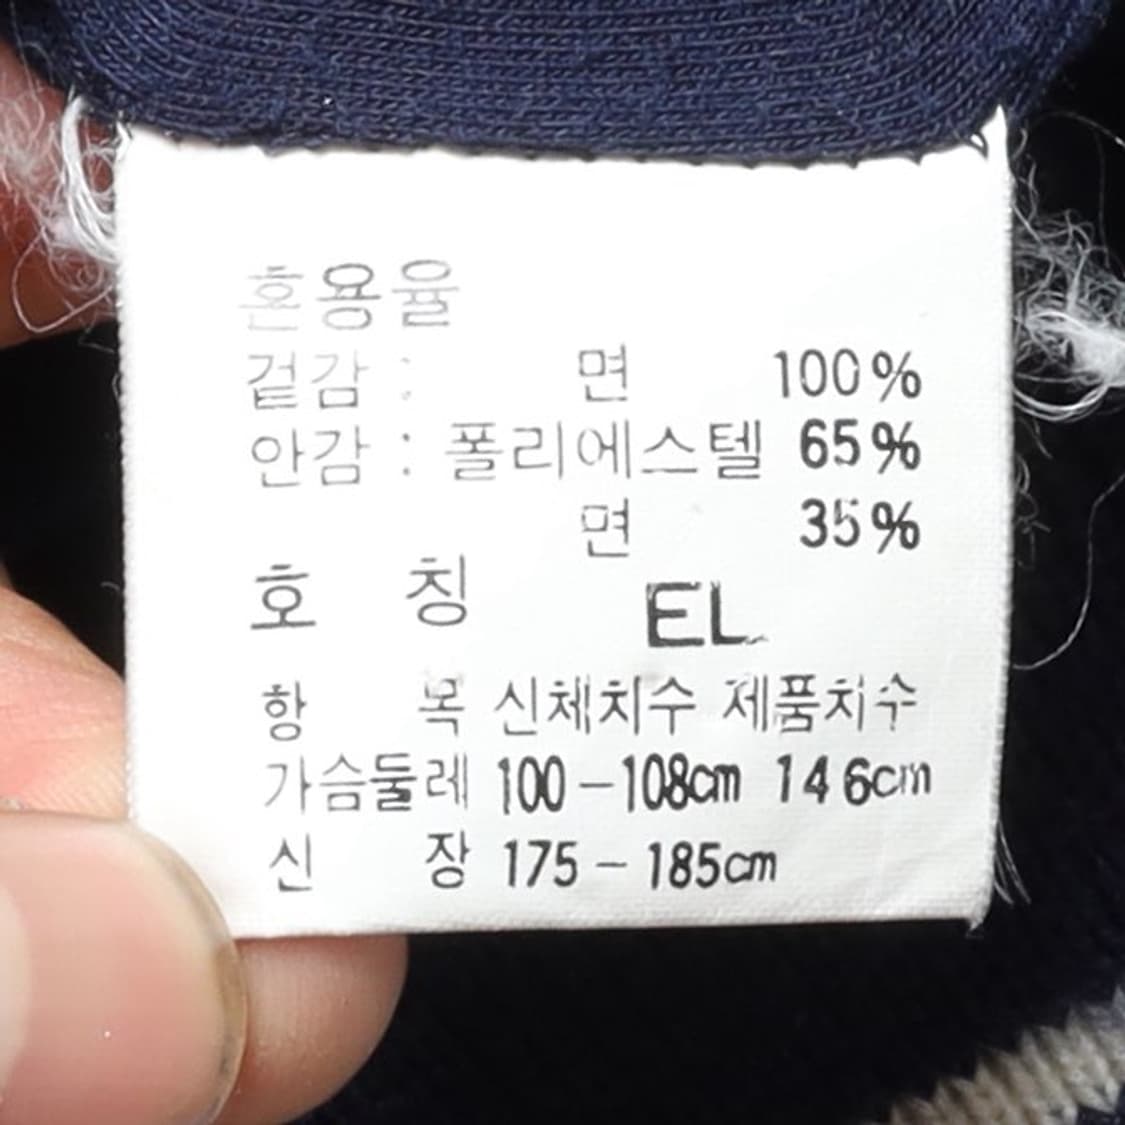 혼용율
겉감 : 면 100%
안감 : 폴리에스텔 65%
면 35%
호 칭 EL
항 목 신체치수 제품치수
가슴둘레 100-108cm 146cm
신 장 175-185cm